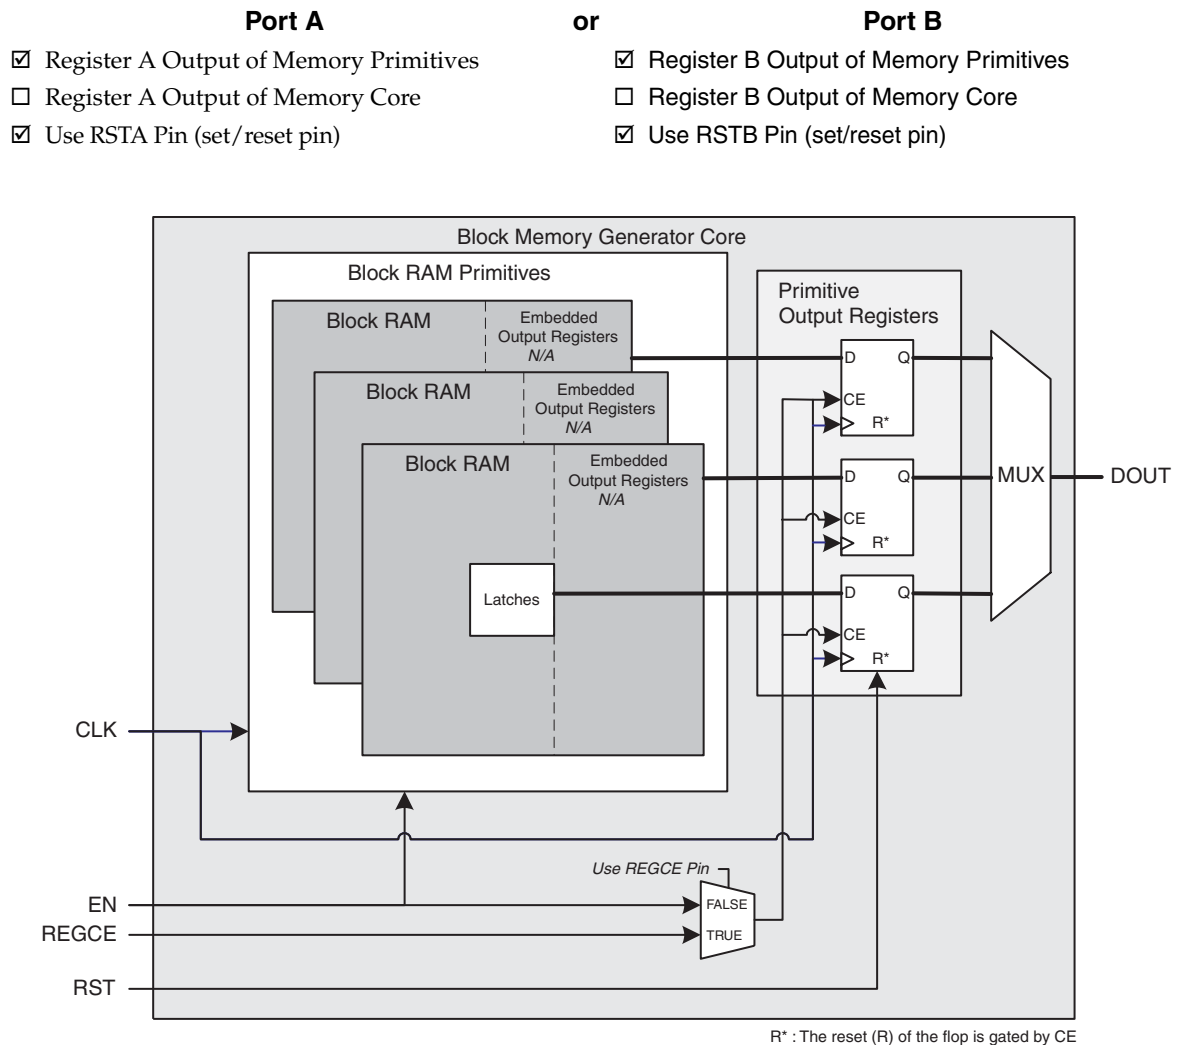 Port A or Port B
☑ Register A Output of Memory Primitives
☐ Register A Output of Memory Core
☑ Use RSTA Pin (set/reset pin)
☑ Register B Output of Memory Primitives
☐ Register B Output of Memory Core
☑ Use RSTB Pin (set/reset pin)
Block Memory Generator Core
Block RAM Primitives
Block RAM
Embedded
Output Registers
N/A
Block RAM
Embedded
Output Registers
N/A
Block RAM
Embedded
Output Registers
N/A
Latches
Primitive
Output Registers
D Q
CE
R*
D Q
CE
R*
D Q
CE
R*
MUX
DOUT
CLK
Use REGCE Pin
EN
FALSE
REGCE
TRUE
RST
R* : The reset (R) of the flop is gated by CE